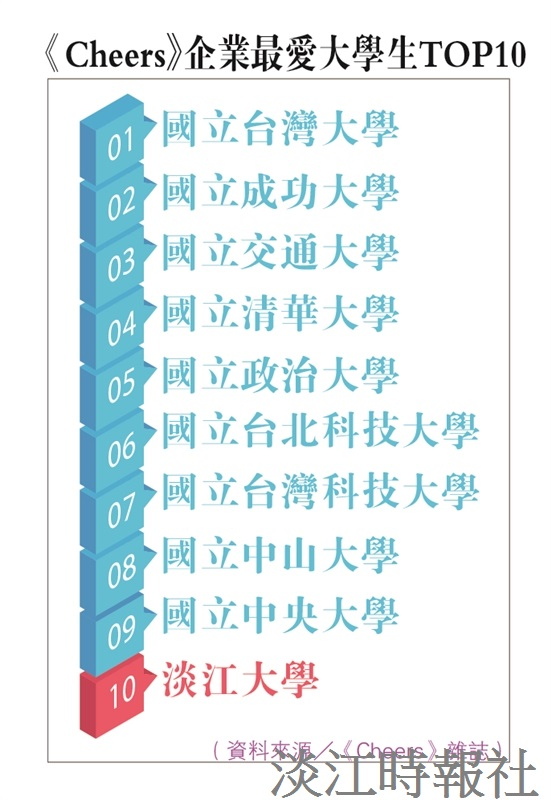 《Cheers》企業最愛大學生TOP10
01 國立台灣大學
02 國立成功大學
03 國立交通大學
04 國立清華大學
05 國立政治大學
06 國立台北科技大學
07 國立台灣科技大學
08 國立中山大學
09 國立中央大學
10 淡江大學
（資料來源／《Cheers》雜誌）
淡江時報社